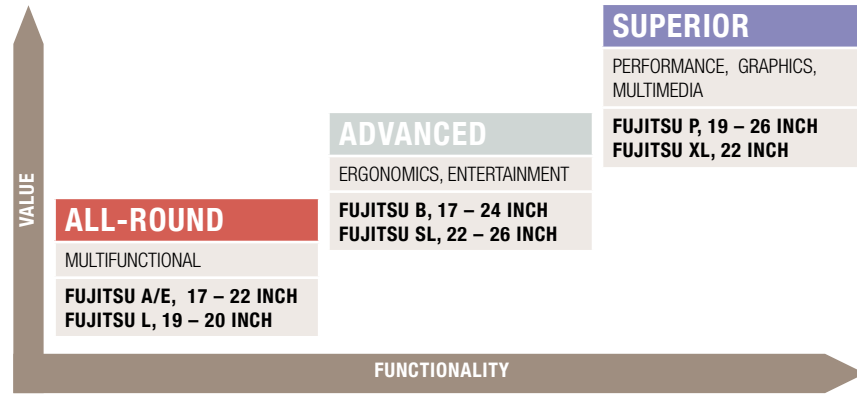 SUPERIOR
PERFORMANCE, GRAPHICS,
MULTIMEDIA
FUJITSU P, 19 – 26 INCH
FUJITSU XL, 22 INCH
ADVANCED
ERGONOMICS, ENTERTAINMENT
FUJITSU B, 17 – 24 INCH
FUJITSU SL, 22 – 26 INCH
VALUE
ALL-ROUND
MULTIFUNCTIONAL
FUJITSU A/E, 17 – 22 INCH
FUJITSU L, 19 – 20 INCH
FUNCTIONALITY